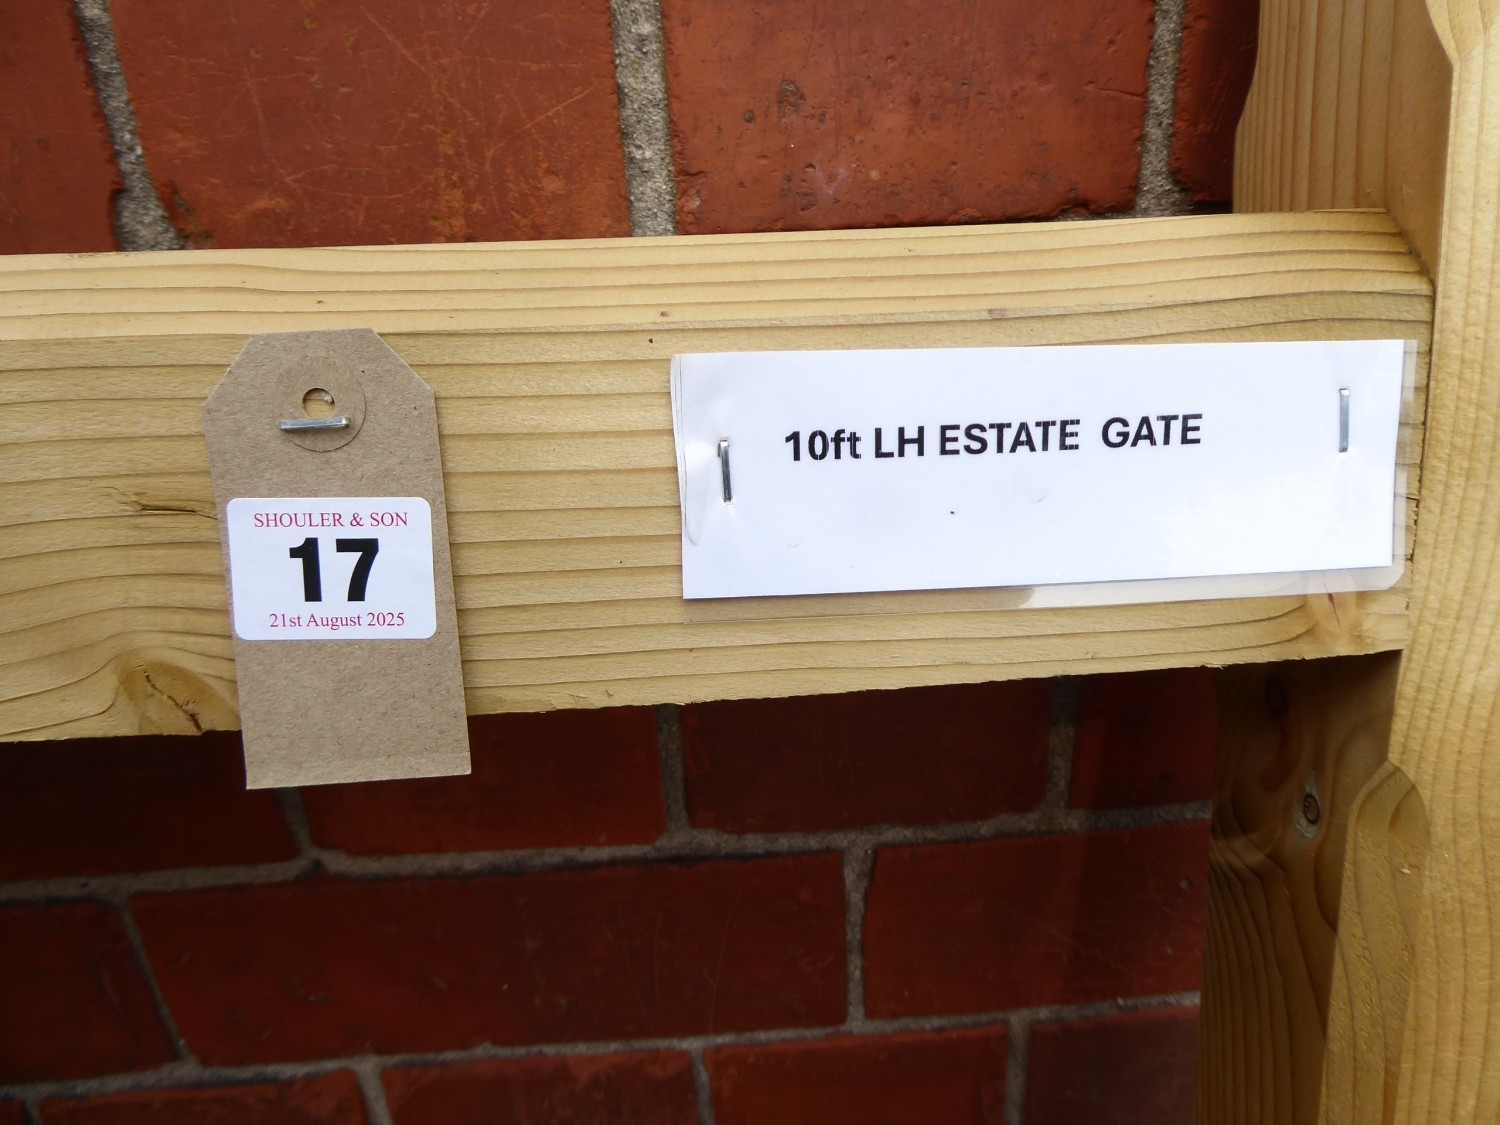 SHOULER & SON
17
21st August 2025
10ft LH ESTATE GATE